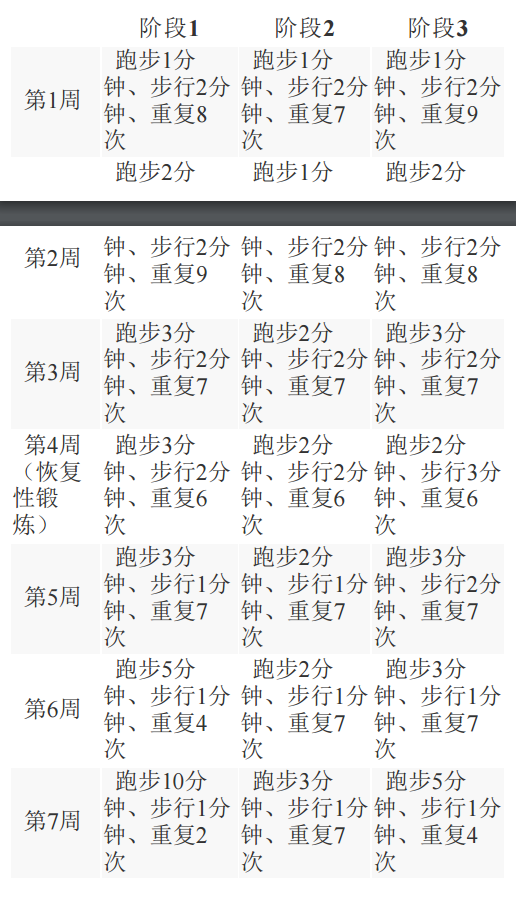 阶段1 阶段2 阶段3
第1周
跑步1分钟、步行2分钟、重复8次
跑步1分钟、步行2分钟、重复7次
跑步1分钟、步行2分钟、重复9次
第2周
跑步2分钟、步行2分钟、重复9次
跑步1分钟、步行2分钟、重复8次
跑步2分钟、步行2分钟、重复8次
第3周
跑步3分钟、步行2分钟、重复7次
跑步2分钟、步行2分钟、重复7次
跑步3分钟、步行2分钟、重复7次
第4周（恢复性锻炼）
跑步3分钟、步行2分钟、重复6次
跑步2分钟、步行2分钟、重复6次
跑步2分钟、步行3分钟、重复6次
第5周
跑步3分钟、步行1分钟、重复7次
跑步2分钟、步行1分钟、重复7次
跑步3分钟、步行2分钟、重复7次
第6周
跑步5分钟、步行1分钟、重复4次
跑步2分钟、步行1分钟、重复7次
跑步3分钟、步行1分钟、重复7次
第7周
跑步10分钟、步行1分钟、重复2次
跑步3分钟、步行1分钟、重复7次
跑步5分钟、步行1分钟、重复4次